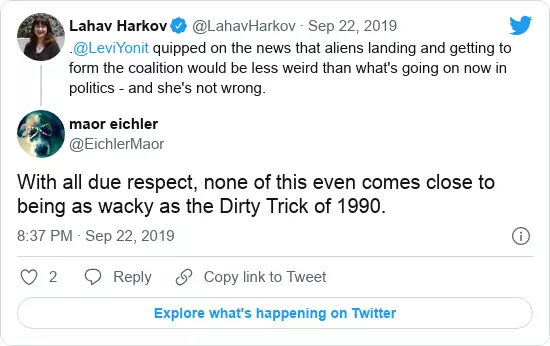 Lahav Harkov @LahavHarkov · Sep 22, 2019
.@LeviYonit quipped on the news that aliens landing and getting to
form the coalition would be less weird than what's going on now in
politics - and she's not wrong.
maor eichler
@EichlerMaor
With all due respect, none of this even comes close to
being as wacky as the Dirty Trick of 1990.
8:37 PM · Sep 22, 2019
2 Reply Copy link to Tweet
Explore what's happening on Twitter